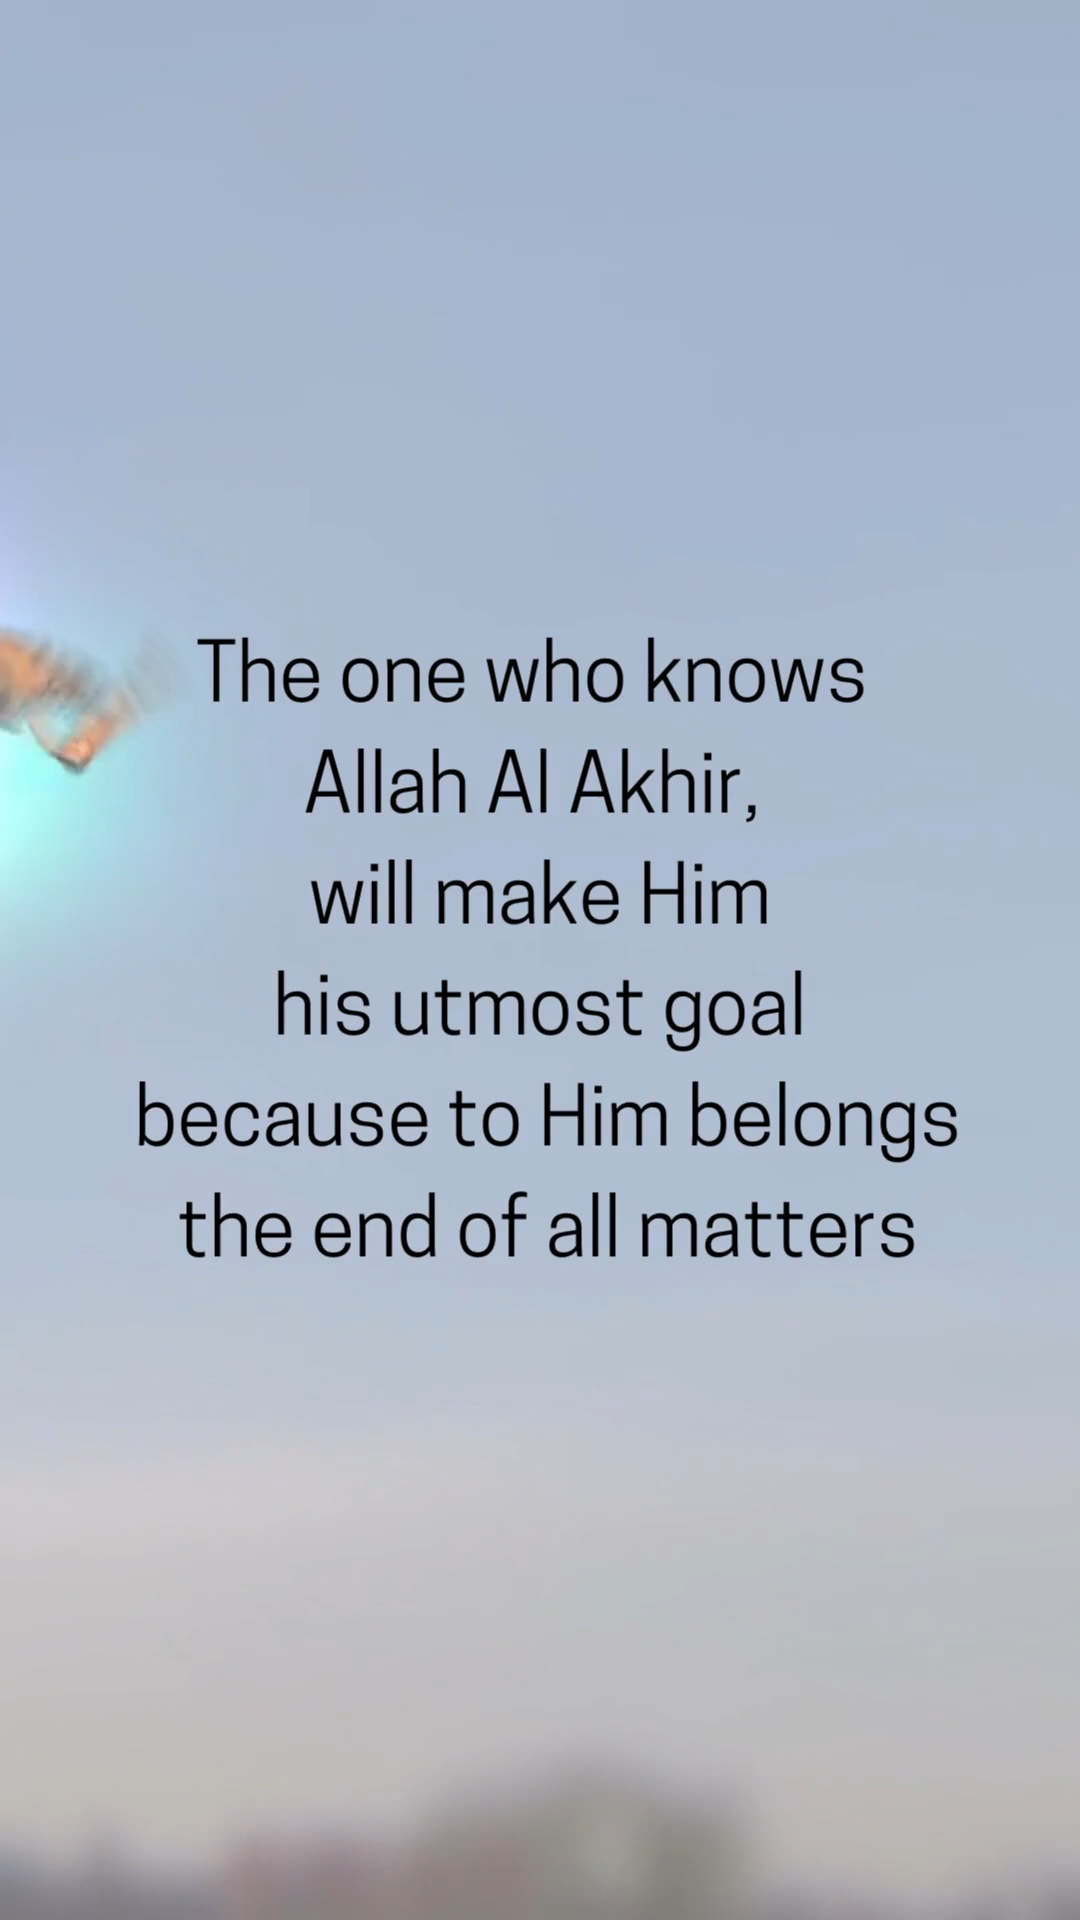 The one who knows
Allah Al Akhir,
will make Him
his utmost goal
because to Him belongs
the end of all matters